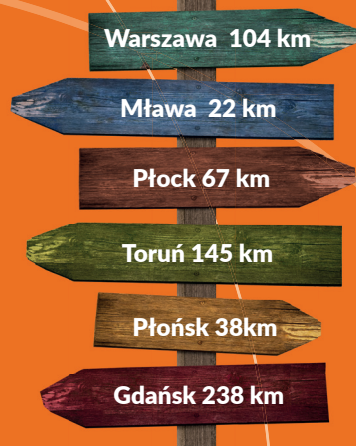 Warszawa 104 km
Mława 22 km
Płock 67 km
Toruń 145 km
Płońsk 38km
Gdańsk 238 km